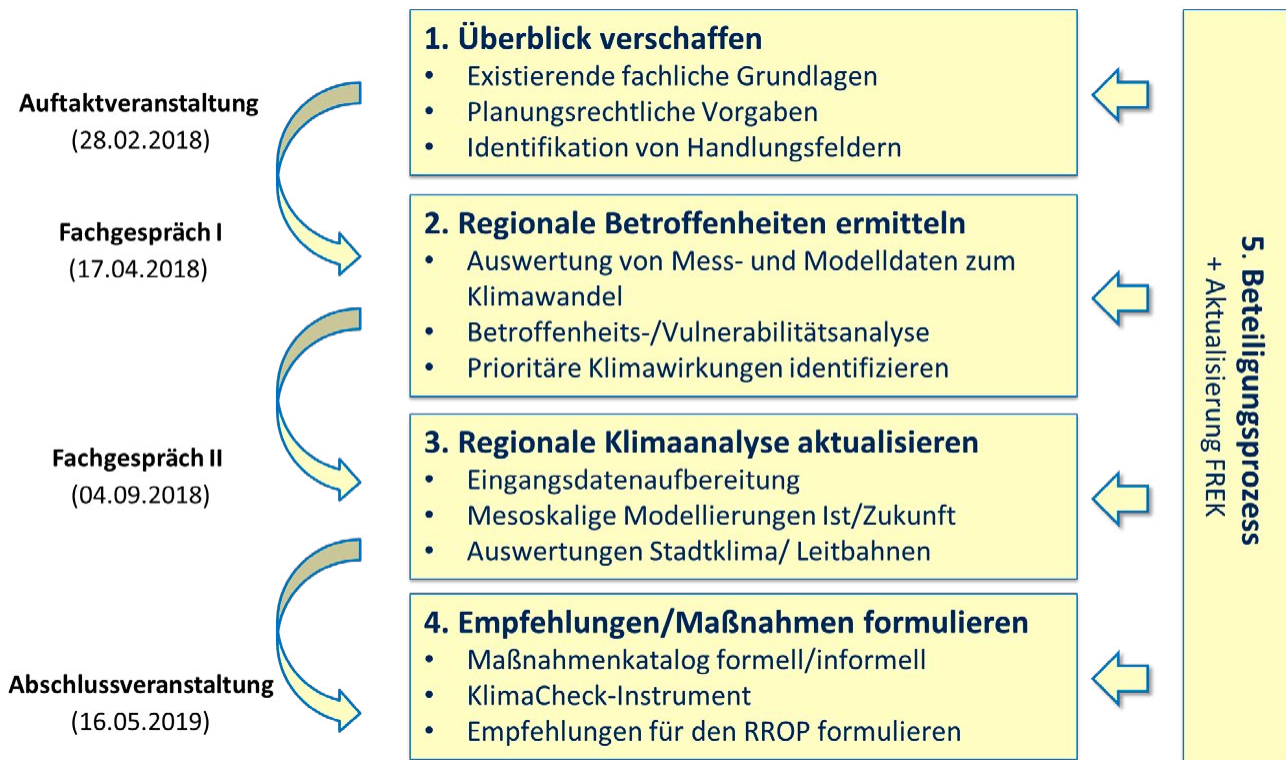 Auftaktveranstaltung
(28.02.2018)
Fachgespräch I
(17.04.2018)
Fachgespräch II
(04.09.2018)
Abschlussveranstaltung
(16.05.2019)
1. Überblick verschaffen
• Existierende fachliche Grundlagen
• Planungsrechtliche Vorgaben
• Identifikation von Handlungsfeldern
2. Regionale Betroffenheiten ermitteln
• Auswertung von Mess- und Modelldaten zum
Klimawandel
• Betroffenheits-/Vulnerabilitätsanalyse
• Prioritäre Klimawirkungen identifizieren
3. Regionale Klimaanalyse aktualisieren
• Eingangsdatenaufbereitung
• Mesoskalige Modellierungen Ist/Zukunft
• Auswertungen Stadtklima/ Leitbahnen
4. Empfehlungen/Maßnahmen formulieren
• Maßnahmenkatalog formell/informell
• KlimaCheck-Instrument
• Empfehlungen für den RROP formulieren
5. Beteiligungsprozess
+ Aktualisierung FREK